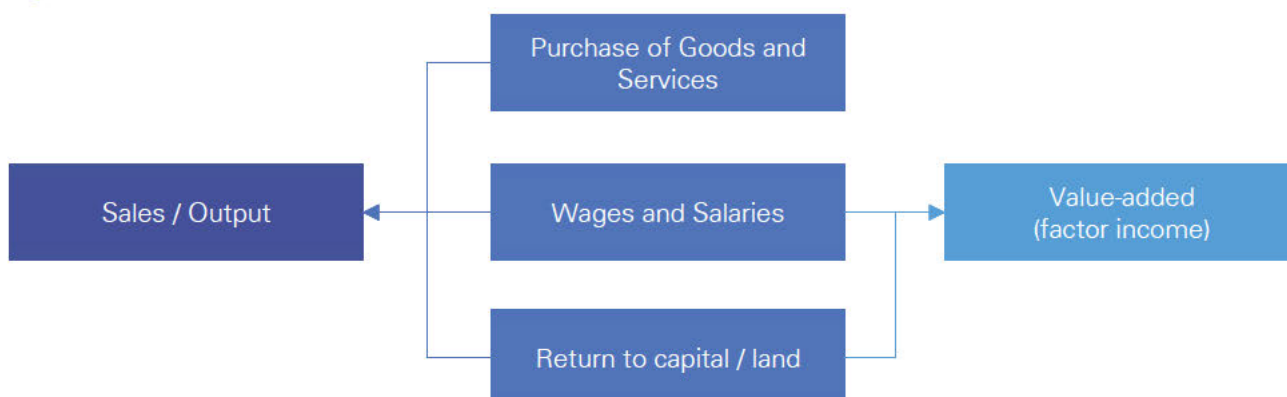 Purchase of Goods and
Services
Sales / Output
Wages and Salaries
Value-added
(factor income)
Return to capital / land